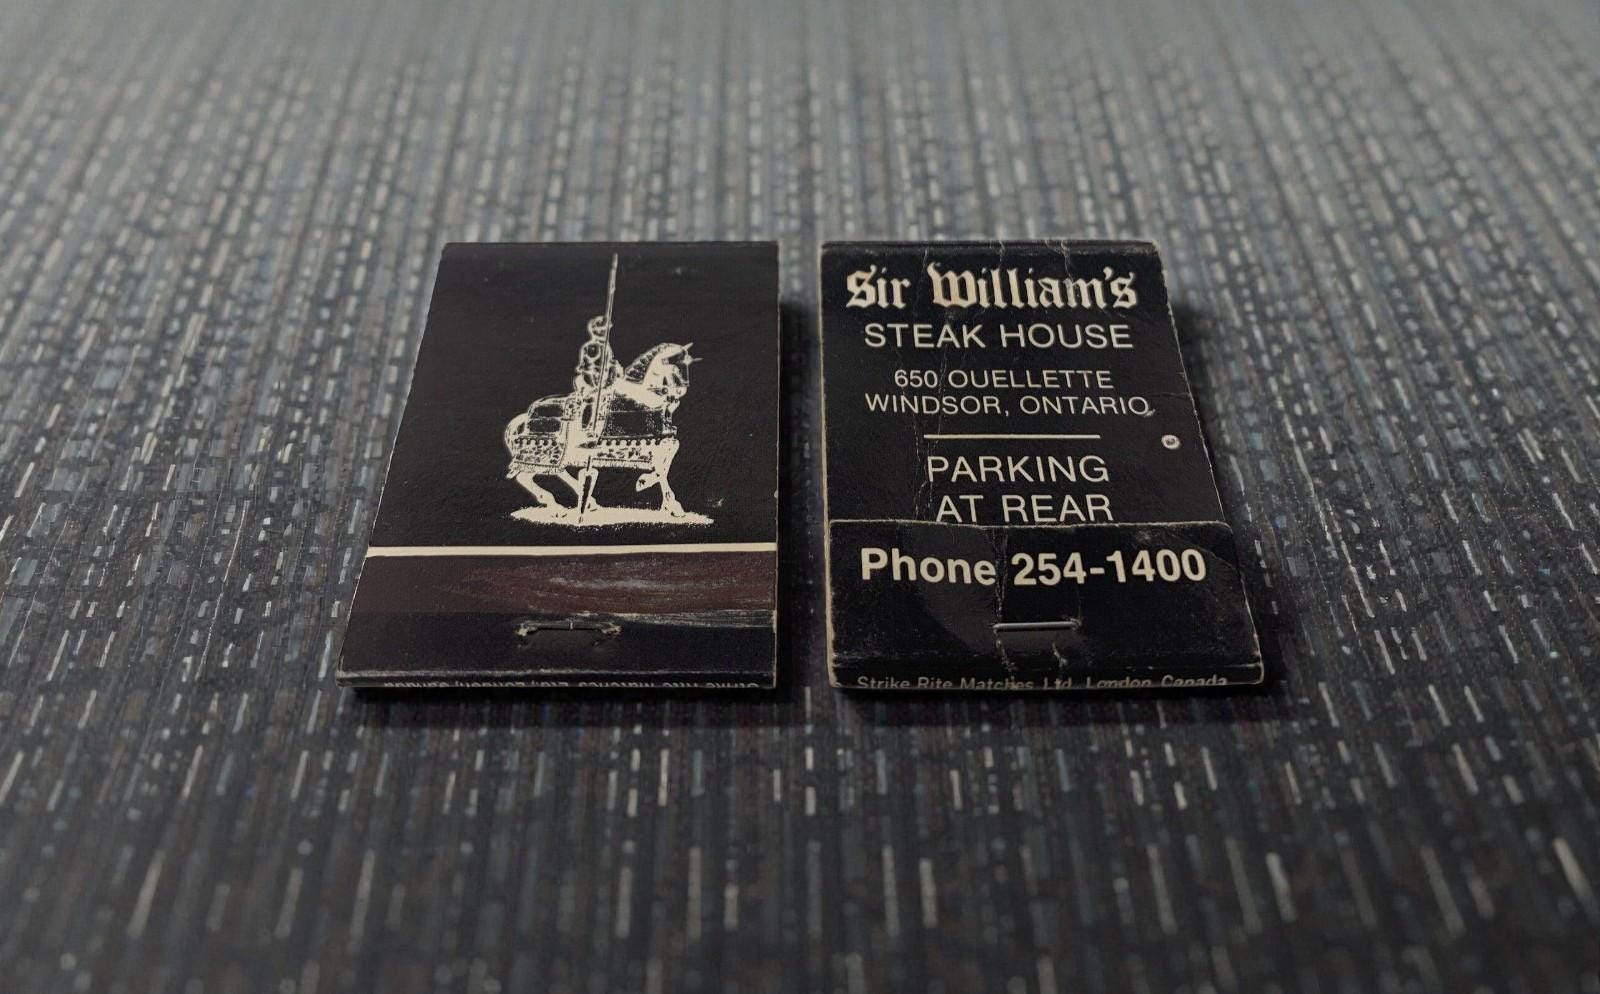 Sir William's
STEAK HOUSE
650 OUELLETTE
WINDSOR, ONTARIO
PARKING
AT REAR
Phone 254-1400
Strike Rite Matches Ltd. London, Canada